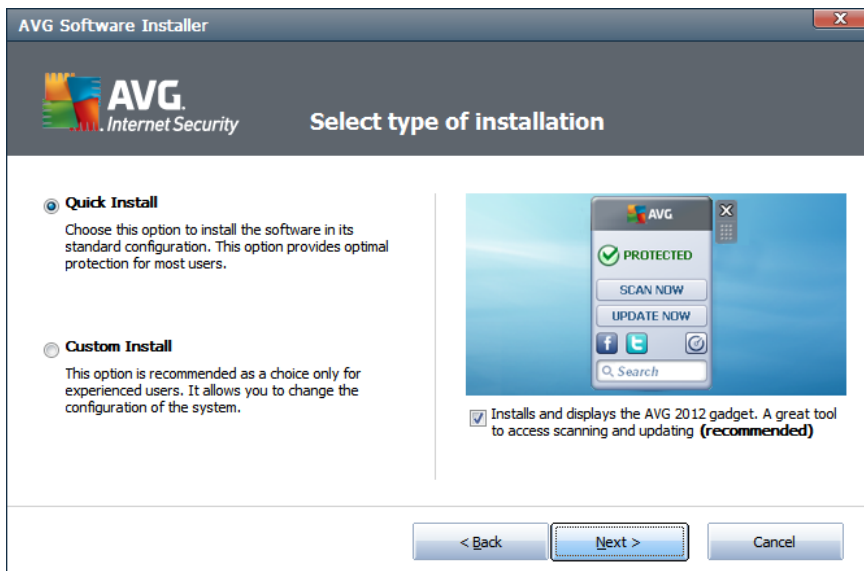 AVG Software Installer
X
AVG.
Internet Security
Select type of installation
Quick Install
Choose this option to install the software in its
standard configuration. This option provides optimal
protection for most users.
Custom Install
This option is recommended as a choice only for
experienced users. It allows you to change the
configuration of the system.
AVG
PROTECTED
SCAN NOW
UPDATE NOW
Search
Installs and displays the AVG 2012 gadget. A great tool
to access scanning and updating (recommended)
< Back
Next >
Cancel